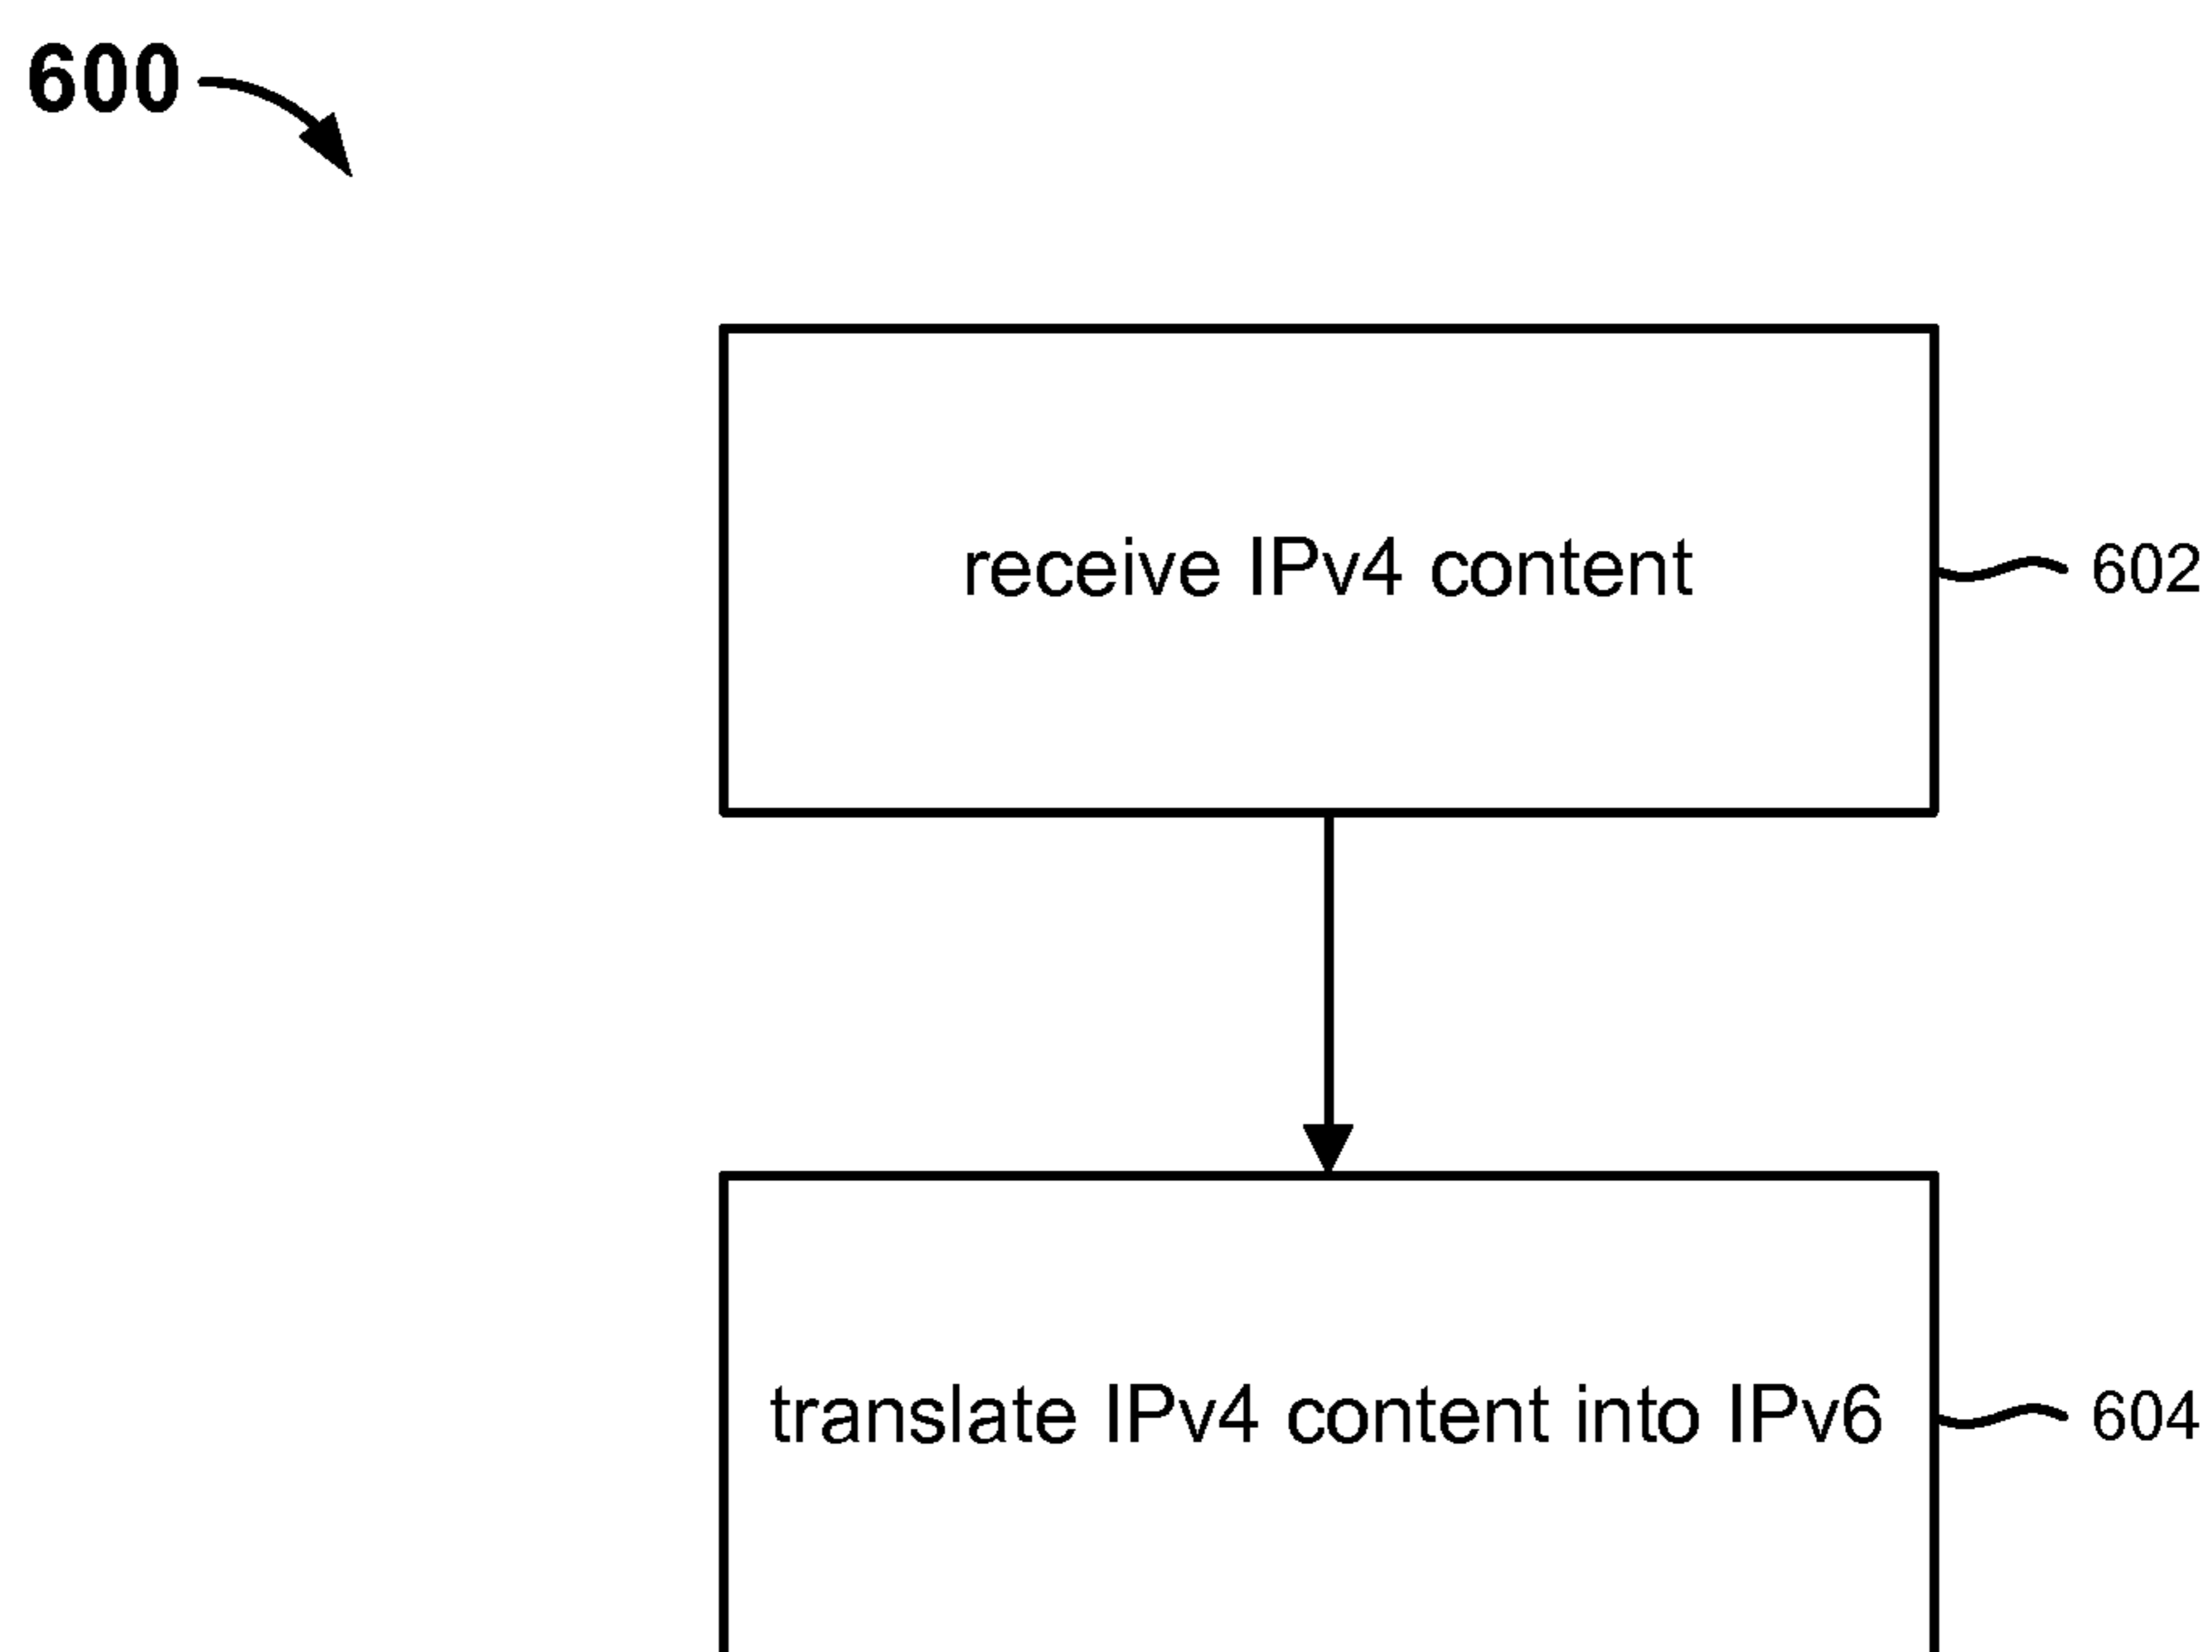 600
receive IPv4 content
602
translate IPv4 content into IPv6
604